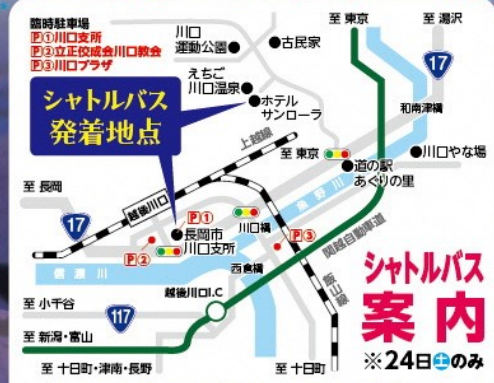 臨時駐車場
P①川口支所
P②立正佼成会川口教会
P③川口プラザ
シャトルバス
発着地点
川口
運動公園
古民家
えちご
川口温泉
ホテル
サンローラ
至 東京
至 湯沢
17
和南津橋
上越線
至 東京
道の駅
あぐりの里
川口やな場
至 長岡
17
越後川口
P①
長岡市
川口支所
P②
川口橋
P③
魚野川
関越自動車道
信濃川
西倉橋
飯山線
至 小千谷
117
越後川口I.C
至 新潟・富山
至 十日町・津南・長野
至 十日町
シャトルバス
案内
※24日土のみ